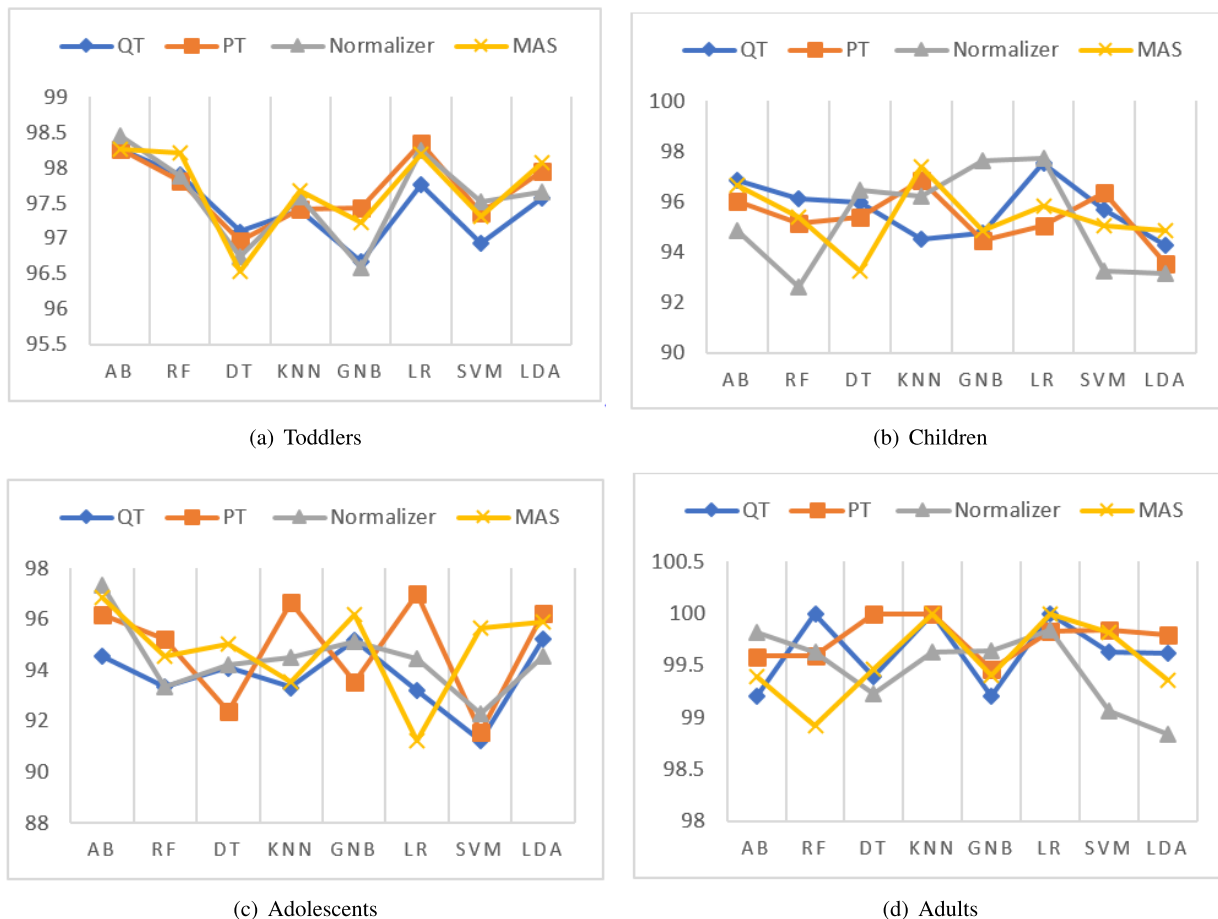 QT PT Normalizer MAS
99
98.5
98
97.5
97
96.5
96
95.5
AB RF DT KNN GNB LR SVM LDA
(a) Toddlers
QT PT Normalizer MAS
100
98
96
94
92
90
AB RF DT KNN GNB LR SVM LDA
(b) Children
QT PT Normalizer MAS
98
96
94
92
90
88
AB RF DT KNN GNB LR SVM LDA
(c) Adolescents
QT PT Normalizer MAS
100.5
100
99.5
99
98.5
98
AB RF DT KNN GNB LR SVM LDA
(d) Adults